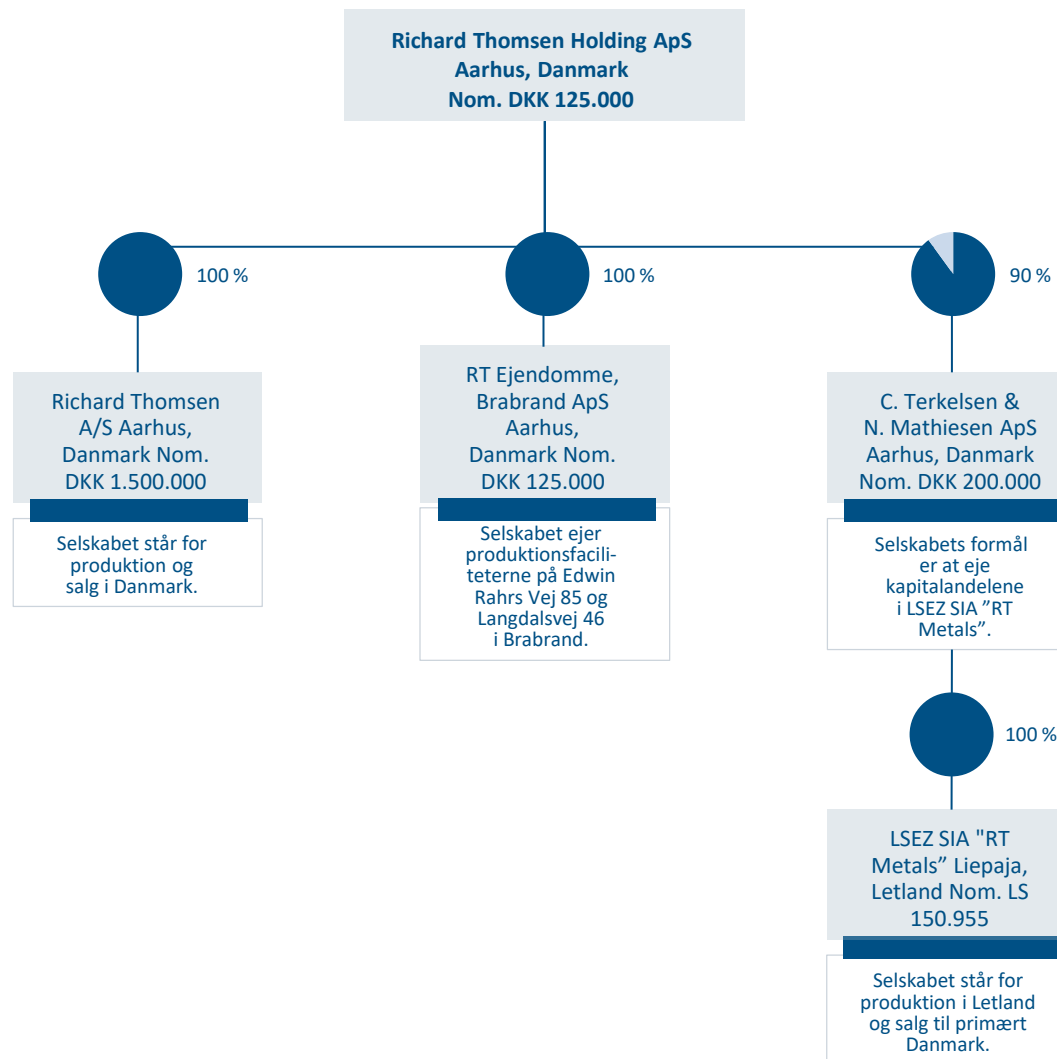 Richard Thomsen Holding ApS
Aarhus, Danmark
Nom. DKK 125.000
100 %
100 %
90 %
Richard Thomsen
A/S Aarhus,
Danmark Nom.
DKK 1.500.000
Selskabet står for
produktion og
salg i Danmark.
RT Ejendomme,
Brabrand ApS
Aarhus,
Danmark Nom.
DKK 125.000
Selskabet ejer
produktionsfacili-
teterne på Edwin
Rahrs Vej 85 og
Langdalsvej 46
i Brabrand.
C. Terkelsen &
N. Mathiesen ApS
Aarhus, Danmark
Nom. DKK 200.000
Selskabets formål
er at eje
kapitalandelene
i LSEZ SIA ”RT
Metals”.
100 %
LSEZ SIA "RT
Metals” Liepaja,
Letland Nom. LS
150.955
Selskabet står for
produktion i Letland
og salg til primært
Danmark.